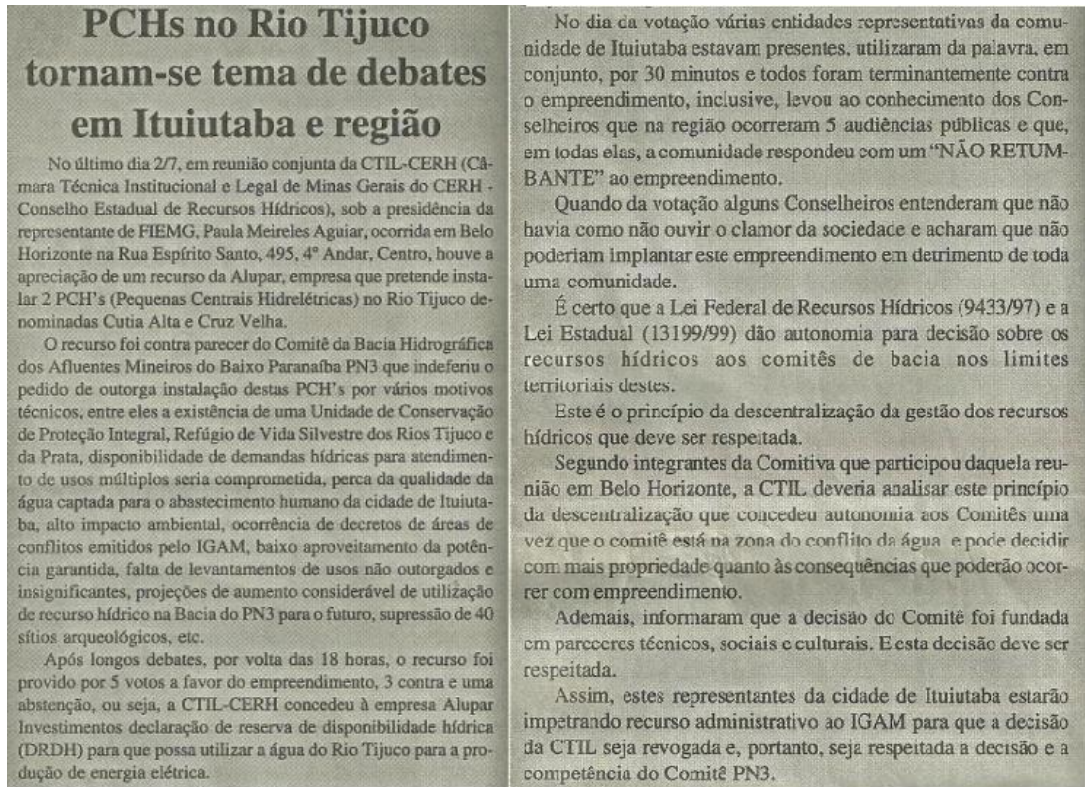 PCHs no Rio Tijuco
tornam-se tema de debates
em Ituiutaba e região
No último dia 2/7, em reunião conjunta da CTIL-CERH (Câ-
mara Técnica Institucional e Legal de Minas Gerais do CERH -
Conselho Estadual de Recursos Hídricos), sob a presidência da
representante de FIEMG, Paula Meireles Aguiar, ocorrida em Belo
Horizonte na Rua Espírito Santo, 495, 4° Andar, Centro, houve a
apreciação de um recurso da Alupar, empresa que pretende insta-
lar 2 PCH's (Pequenas Centrais Hidrelétricas) no Rio Tijuco de-
nominadas Cutia Alta e Cruz Velha.
O recurso foi contra parecer do Comitê da Bacia Hidrográfica
dos Afluentes Mineiros do Baixo Paranaíba PN3 que indeferiu o
pedido de outorga instalação destas PCH's por vários motivos
técnicos, entre eles a existência de uma Unidade de Conservação
de Proteção Integral, Refúgio de Vida Silvestre dos Rios Tijuco e
da Prata, disponibilidade de demandas hídricas para atendimen-
to de usos múltiplos seria comprometida, perca da qualidade da
água captada para o abastecimento humano da cidade de Ituiuta-
ba, alto impacto ambiental, ocorrência de decretos de áreas de
conflitos emitidos pelo IGAM, baixo aproveitamento da potên-
cia garantida, falta de levantamentos de usos não outorgados e
insignificantes, projeções de aumento considerável de utilização
de recurso hídrico na Bacia do PN3 para o futuro, supressão de 40
sítios arqueológicos, etc.
Após longos debates, por volta das 18 horas, o recurso foi
provido por 5 votos a favor do empreendimento, 3 contra e uma
abstenção, ou seja, a CTIL-CERH concedeu à empresa Alupar
Investimentos declaração de reserva de disponibilidade hídrica
(DRDH) para que possa utilizar a água do Rio Tijuco para a pro-
dução de energia elétrica.
No dia da votação várias entidades representativas da comu-
nidade de Ituiutaba estavam presentes, utilizaram da palavra, em
conjunto, por 30 minutos e todos foram terminantemente contra
o empreendimento, inclusive, levou ao conhecimento dos Con-
selheiros que na região ocorreram 5 audiências públicas e que,
em todas elas, a comunidade respondeu com um “NÃO RETUM-
BANTE” ao empreendimento.
Quando da votação alguns Conselheiros entenderam que não
havia como não ouvir o clamor da sociedade e acharam que não
poderiam implantar este empreendimento em detrimento de toda
uma comunidade.
É certo que a Lei Federal de Recursos Hídricos (9433/97) e a
Lei Estadual (13199/99) dão autonomia para decisão sobre os
recursos hídricos aos comitês de bacia nos limites
territoriais destes.
Este é o princípio da descentralização da gestão dos recursos
hídricos que deve ser respeitada.
Segundo integrantes da Comitiva que participou daquela reu-
nião em Belo Horizonte, a CTIL deveria analisar este princípio
da descentralização que concedeu autonomia aos Comitês uma
vez que o comitê está na zona do conflito da água e pode decidir
com mais propriedade quanto às consequências que poderão ocor-
rer com empreendimento.
Ademais, informaram que a decisão do Comitê foi fundada
em pareceres técnicos, sociais e culturais. E esta decisão deve ser
respeitada.
Assim, estes representantes da cidade de Ituiutaba estarão
impetrando recurso administrativo ao IGAM para que a decisão
da CTIL seja revogada e, portanto, seja respeitada a decisão e a
competência do Comitê PN3.